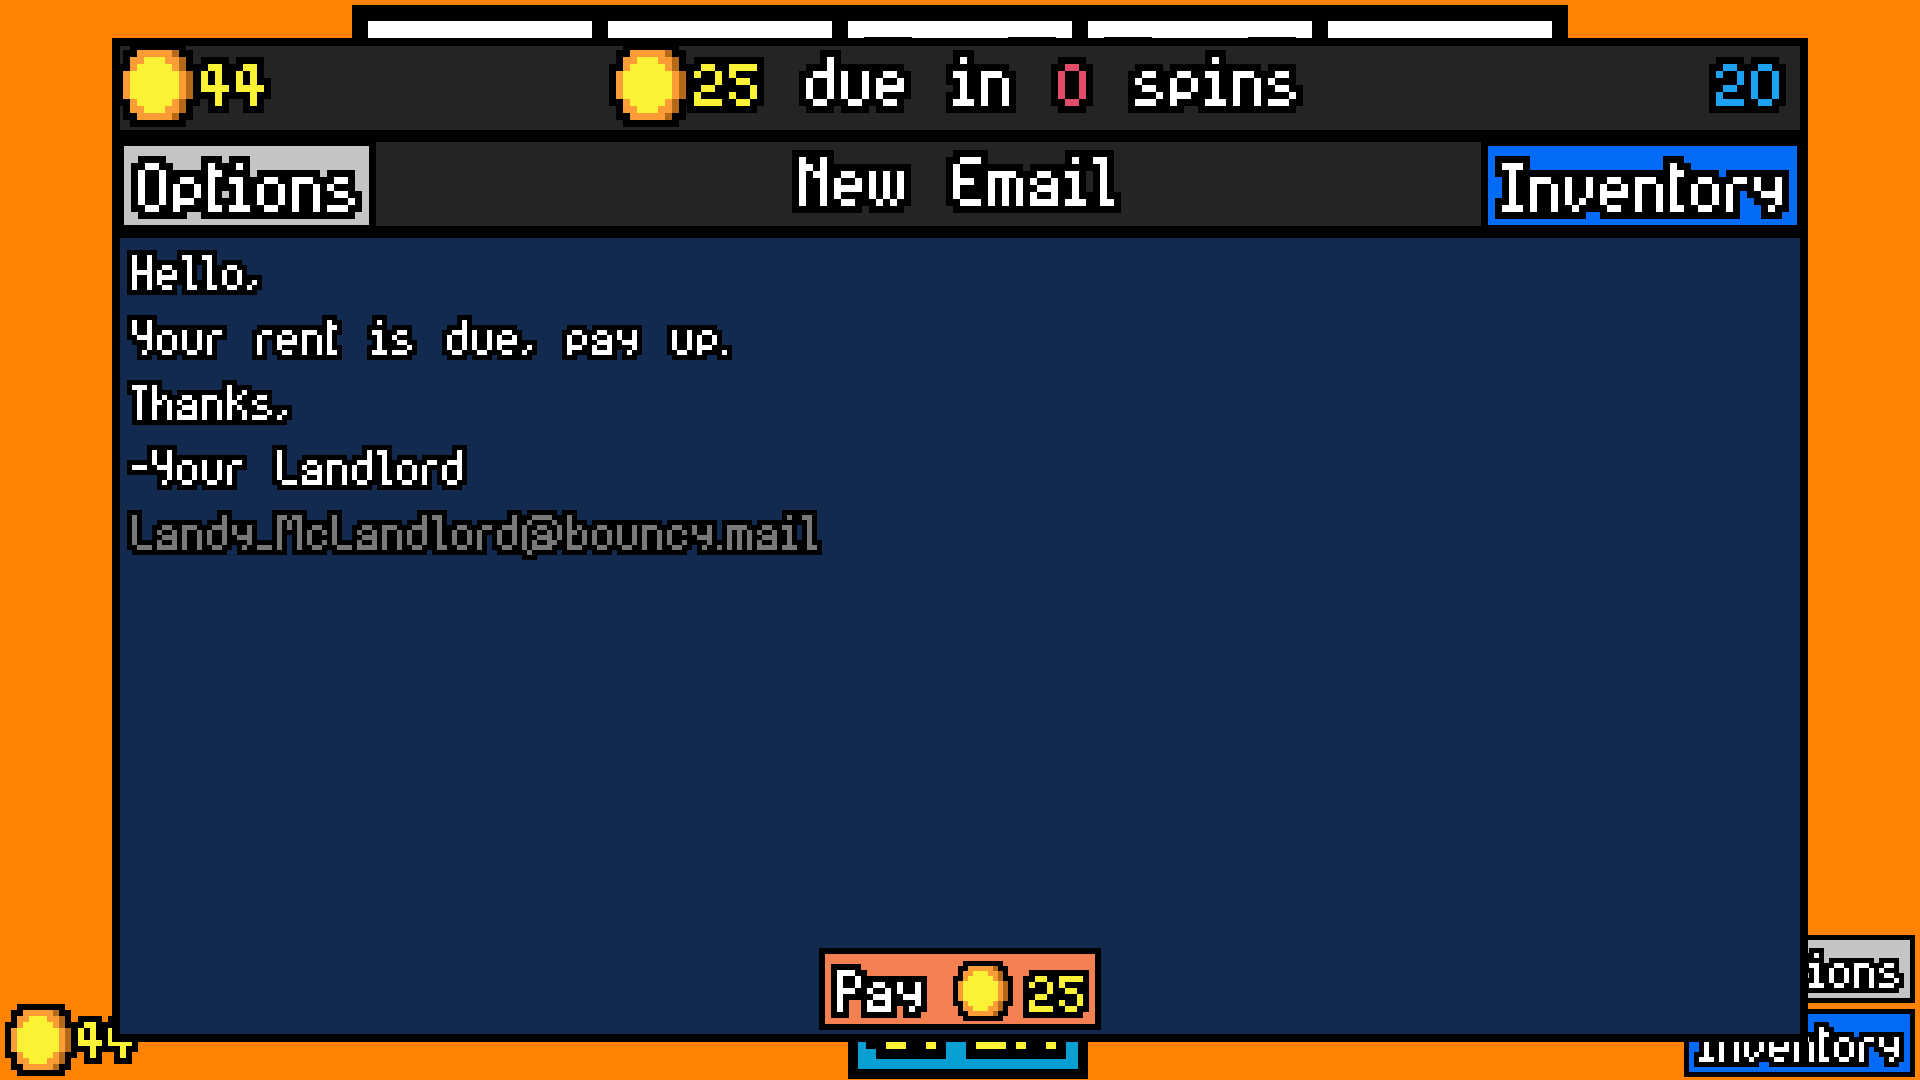 44 25 due in 0 spins 20
Options New Email Inventory
Hello,
Your rent is due, pay up.
Thanks,
-Your Landlord
Landy_McLandlord@bouncy.mail
Pay 25
ions
44 Inventory